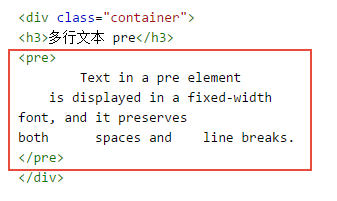 <div class="container">
<h3>多行文本 pre</h3>
<pre>
        Text in a pre element
    is displayed in a fixed-width
font, and it preserves
both      spaces and    line breaks.
</pre>
</div>